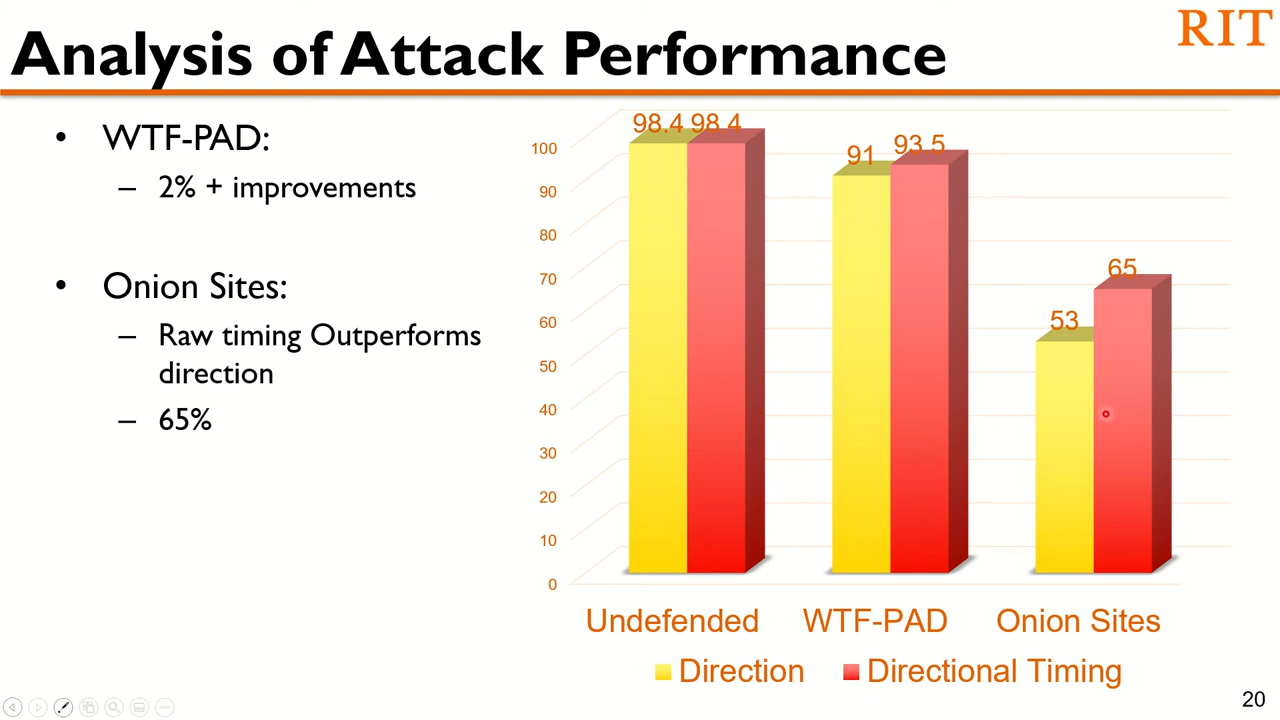 RIT
Analysis of Attack Performance
• WTF-PAD:
– 2% + improvements
• Onion Sites:
– Raw timing Outperforms
direction
– 65%
98.4 98.4
91 93.5
65
53
100
90
80
70
60
50
40
30
20
10
0
Undefended WTF-PAD Onion Sites
Direction Directional Timing
20